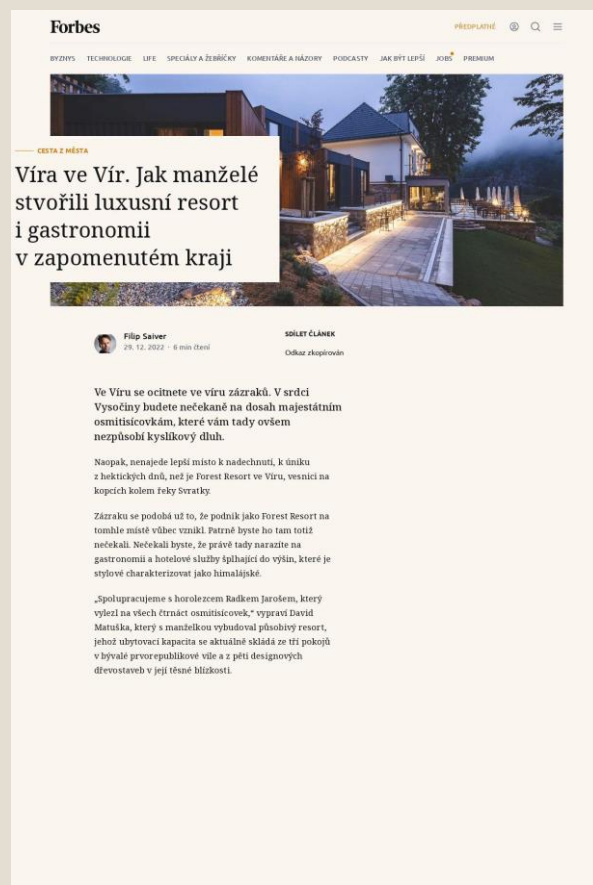 Forbes
PŘEDPLATNÉ
BYZNYS TECHNOLOGIE LIFE SPECIÁLY A ŽEBŘÍČKY KOMENTÁŘE A NÁZORY PODCASTY JAK BÝT LEPŠÍ JOBS PREMIUM
CESTA Z MĚSTA
Víra ve Vír. Jak manželé
stvořili luxusní resort
i gastronomii
v zapomenutém kraji
Filip Saiver
29. 12. 2022 · 6 min čtení
SDÍLET ČLÁNEK
Odkaz zkopírován
Ve Víru se ocitnete ve víru zázraků. V srdci
Vysočiny budete nečekaně na dosah majestátním
osmitisícovkám, které vám tady ovšem
nezpůsobí kyslíkový dluh.
Naopak, nenajede lepší místo k nadechnutí, k úniku
z hektických dnů, než je Forest Resort ve Víru, vesnici na
kopcích kolem řeky Svratky.
Zázraku se podobá už to, že podnik jako Forest Resort na
tomhle místě vůbec vznikl. Patrně byste ho tam totiž
nečekali. Nečekali byste, že právě tady narazíte na
gastronomii a hotelové služby šplhající do výšin, které je
stylové charakterizovat jako himalájské.
„Spolupracujeme s horolezcem Radkem Jarošem, který
vylezl na všech čtrnáct osmitisícovek,“ vypraví David
Matuška, který s manželkou vybudoval působivý resort,
jehož ubytovací kapacita se aktuálně skládá ze tří pokojů
v bývalé prvorepublikové vile a z pěti designových
dřevostaveb v její těsné blízkosti.